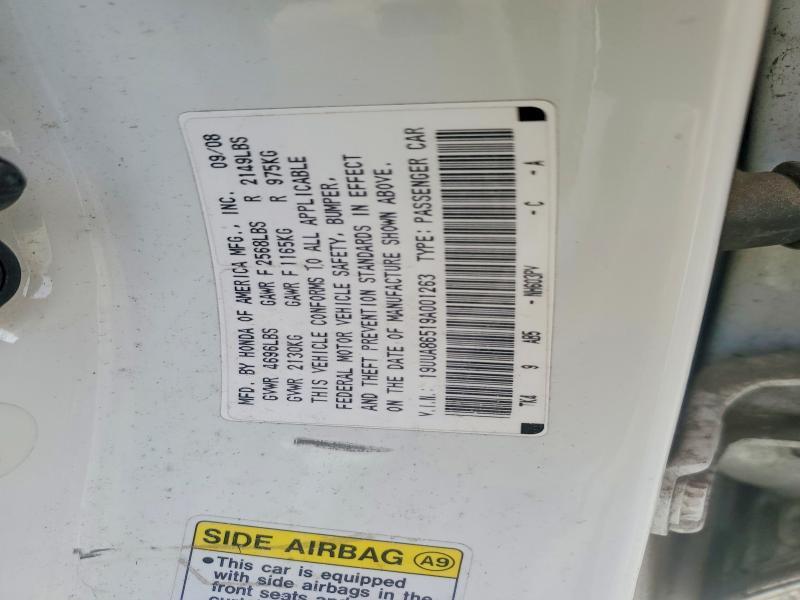 MFD. BY HONDA OF AMERICA MFG., INC. 09/08
GVWR 4696LBS GAWR F 2568LBS R 2149LBS
GVWR 2130KG GAWR F 1165KG R 975KG
THIS VEHICLE CONFORMS TO ALL APPLICABLE
FEDERAL MOTOR VEHICLE SAFETY, BUMPER,
AND THEFT PREVENTION STANDARDS IN EFFECT
ON THE DATE OF MANUFACTURE SHOWN ABOVE.
V.I.N.: 19UUA86519A001263 TYPE: PASSENGER CAR
TK4 9 AB5 - NH603PV - C - A
SIDE AIRBAG A9
• This car is equipped
with side airbags in the
front seats and